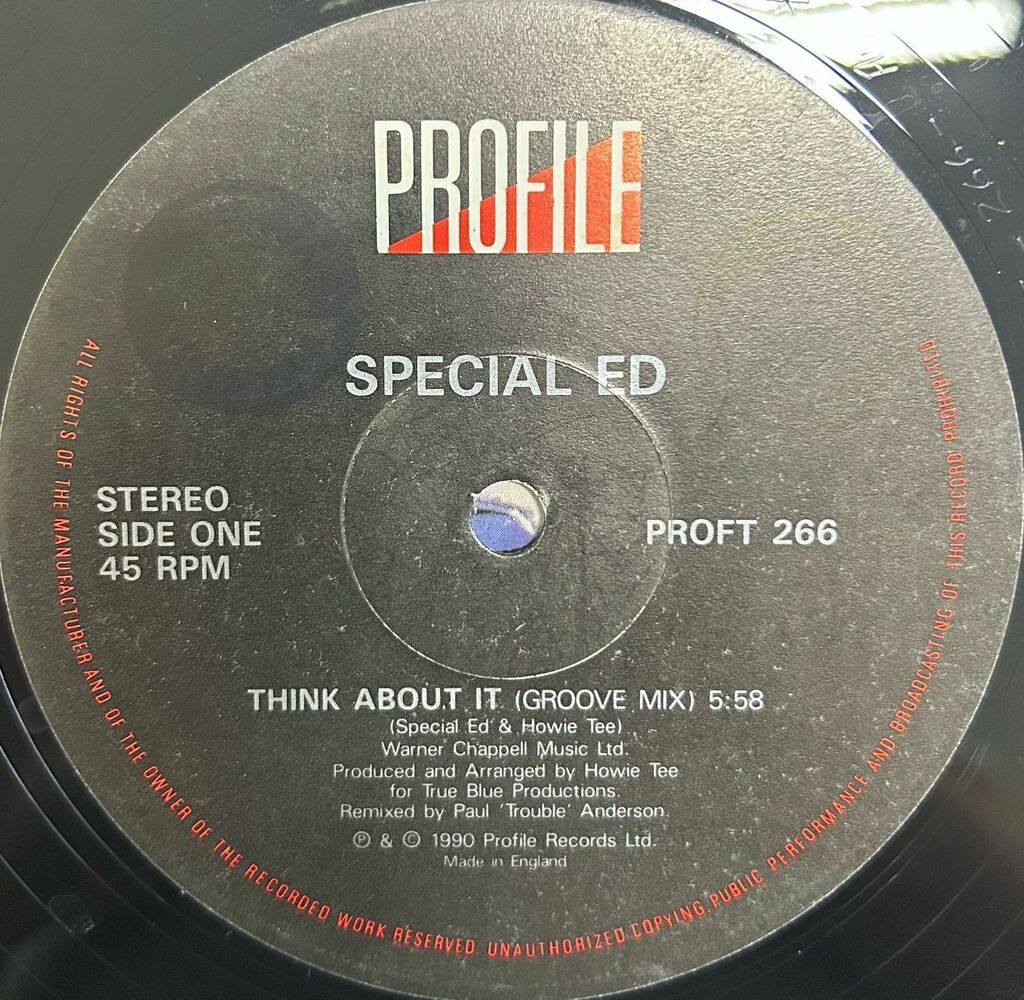 PROFILE
SPECIAL ED
STEREO
SIDE ONE
45 RPM
PROFT 266
THINK ABOUT IT (GROOVE MIX) 5:58
(Special Ed & Howie Tee)
Warner Chappell Music Ltd.
Produced and Arranged by Howie Tee
for True Blue Productions.
Remixed by Paul 'Trouble' Anderson.
Ⓟ & © 1990 Profile Records Ltd.
Made in England
ALL RIGHTS OF THE MANUFACTURER AND OF THE OWNER OF THE RECORDED WORK RESERVED. UNAUTHORIZED COPYING, PUBLIC PERFORMANCE AND BROADCASTING OF THIS RECORD PROHIBITED